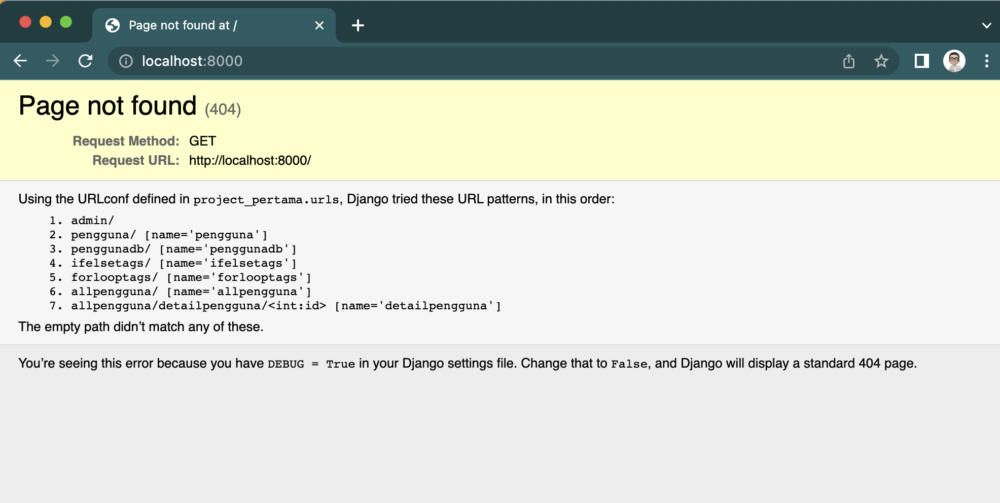 Page not found at /
localhost:8000
Page not found (404)
Request Method: GET
Request URL: http://localhost:8000/
Using the URLconf defined in project_pertama.urls, Django tried these URL patterns, in this order:
1. admin/
2. pengguna/ [name='pengguna']
3. penggunadb/ [name='penggunadb']
4. ifelsetags/ [name='ifelsetags']
5. forlooptags/ [name='forlooptags']
6. allpengguna/ [name='allpengguna']
7. allpengguna/detailpengguna/<int:id> [name='detailpengguna']
The empty path didn’t match any of these.
You’re seeing this error because you have DEBUG = True in your Django settings file. Change that to False, and Django will display a standard 404 page.